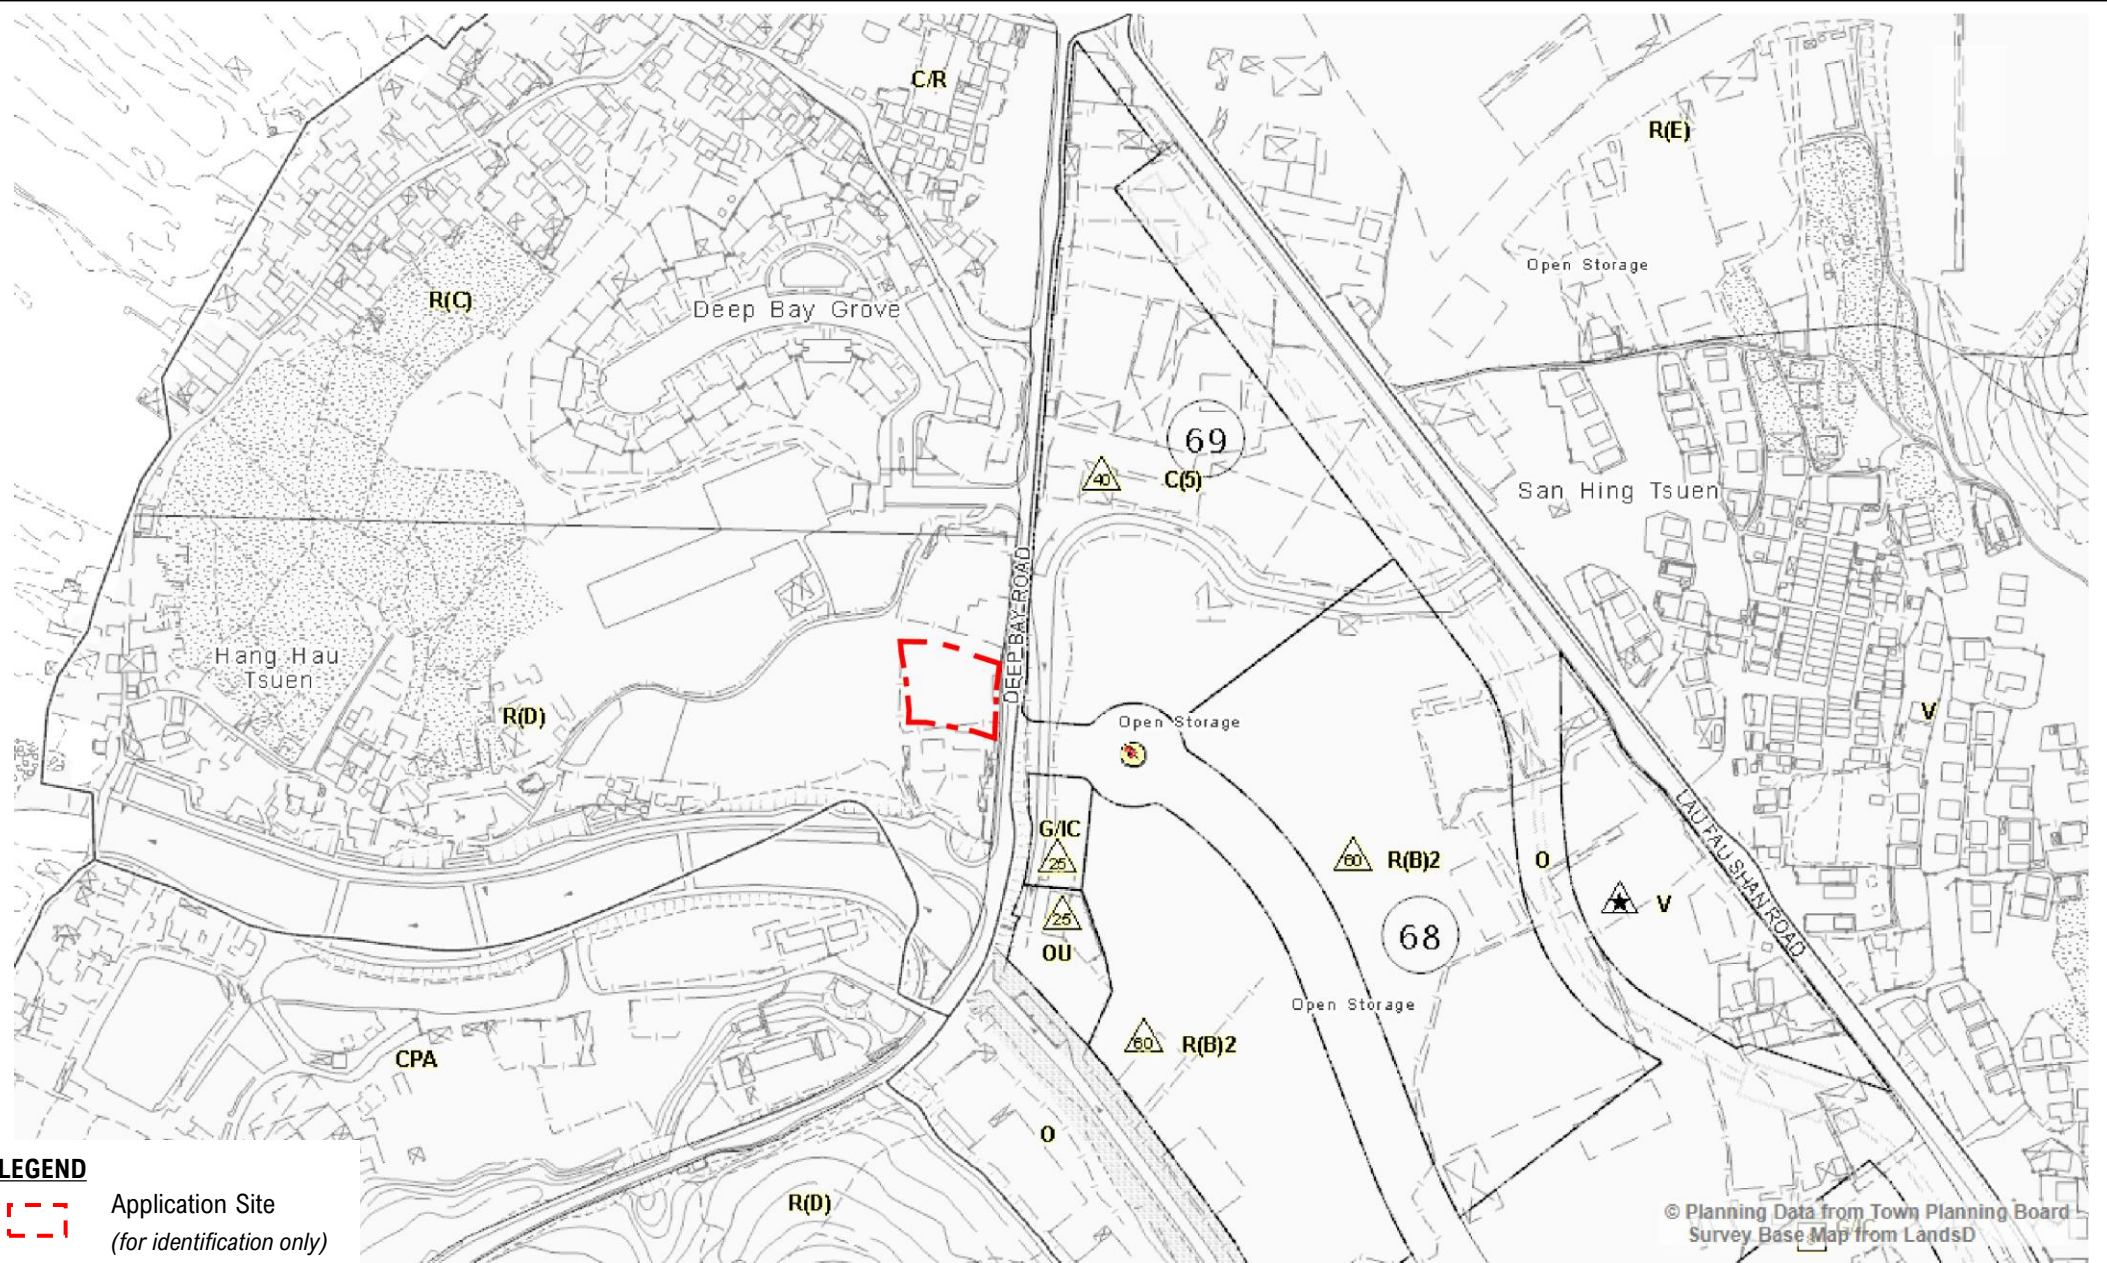 C/R
R(E)
Open Storage
R(C)
Deep Bay Grove
69
40
C(5)
San Hing Tsuen
DEEP BAY ROAD
Hang Hau
Tsuen
R(D)
Open Storage
V
LAU FAU SHAN ROAD
G/IC
25
60
R(B)2
O
V
25
OU
68
Open Storage
60
R(B)2
CPA
O
R(D)
LEGEND
Application Site
(for identification only)
G/IC
© Planning Data from Town Planning Board
Survey Base Map from LandsD